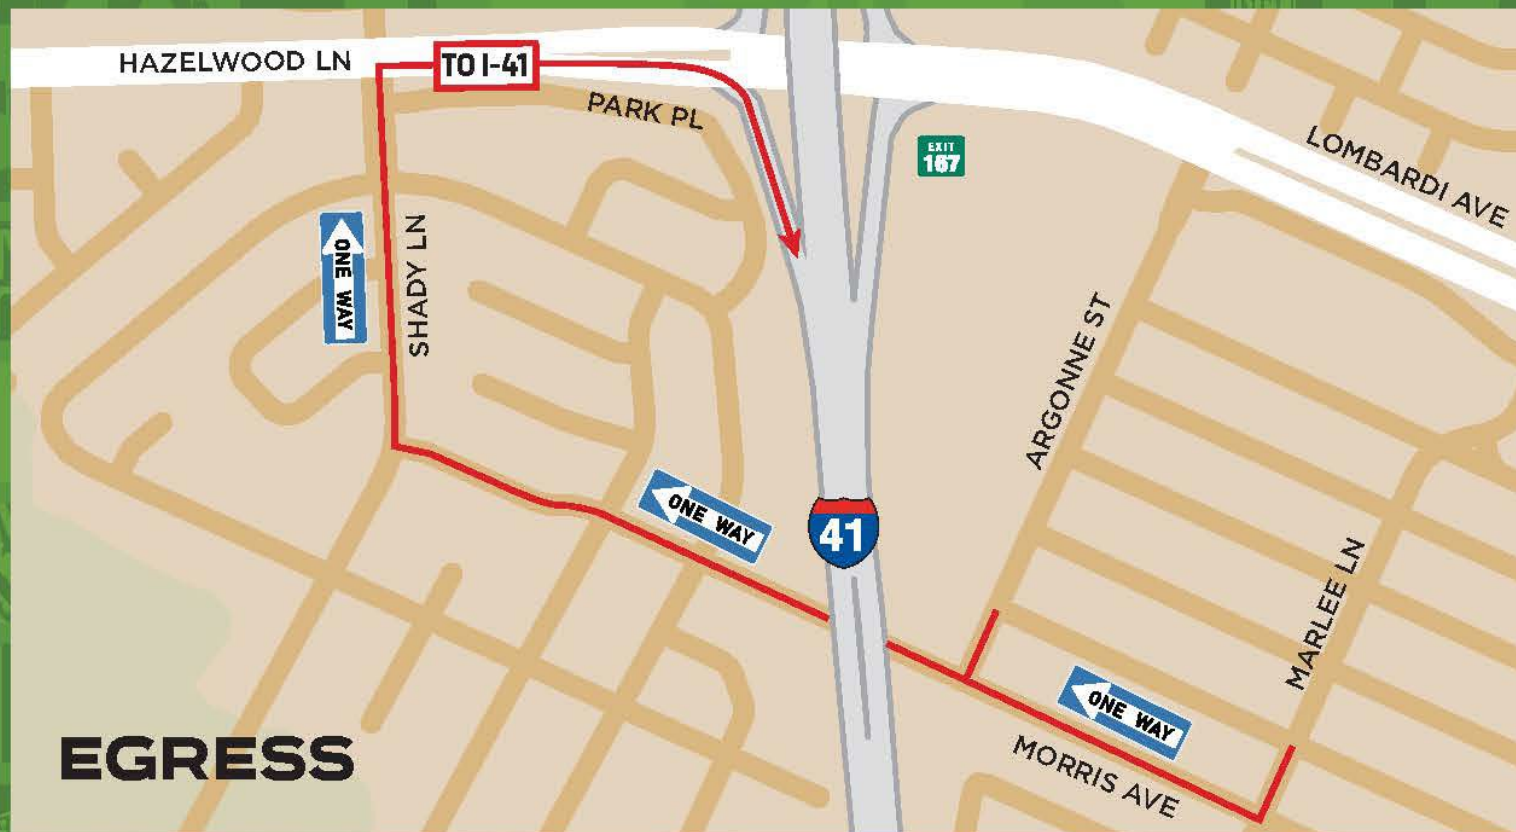 HAZELWOOD LN
TO I-41
PARK PL
EXIT
167
LOMBARDI AVE
ONE WAY
SHADY LN
ARGONNE ST
ONE WAY
41
MARLEE LN
ONE WAY
MORRIS AVE
EGRESS